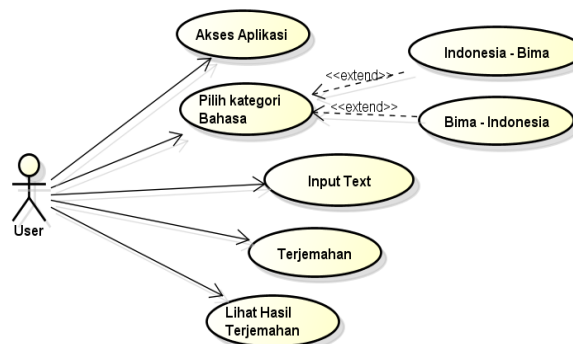 Akses Aplikasi
Indonesia - Bima
<<extend>>
Pilih kategori
Bahasa
<<extend>>
Bima - Indonesia
Input Text
User
Terjemahan
Lihat Hasil
Terjemahan